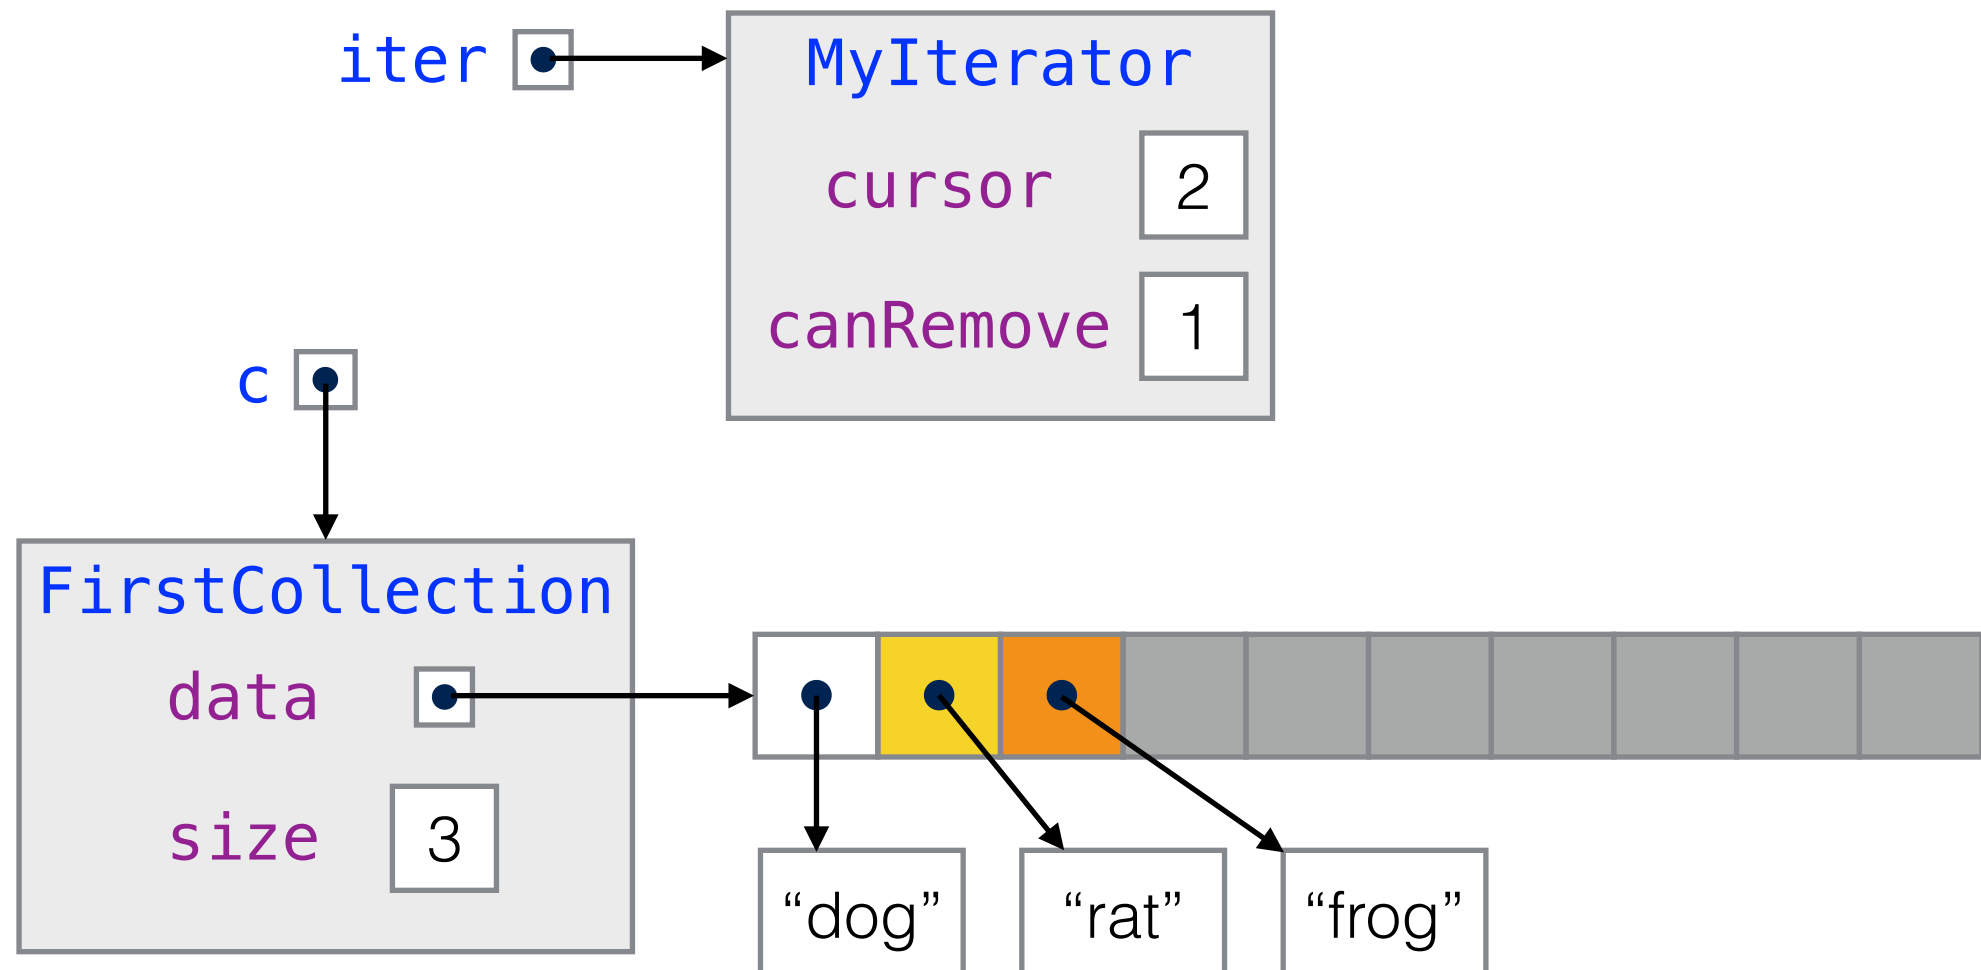 iter
MyIterator
cursor 2
canRemove 1
c
FirstCollection
data
size 3
“dog” “rat” “frog”